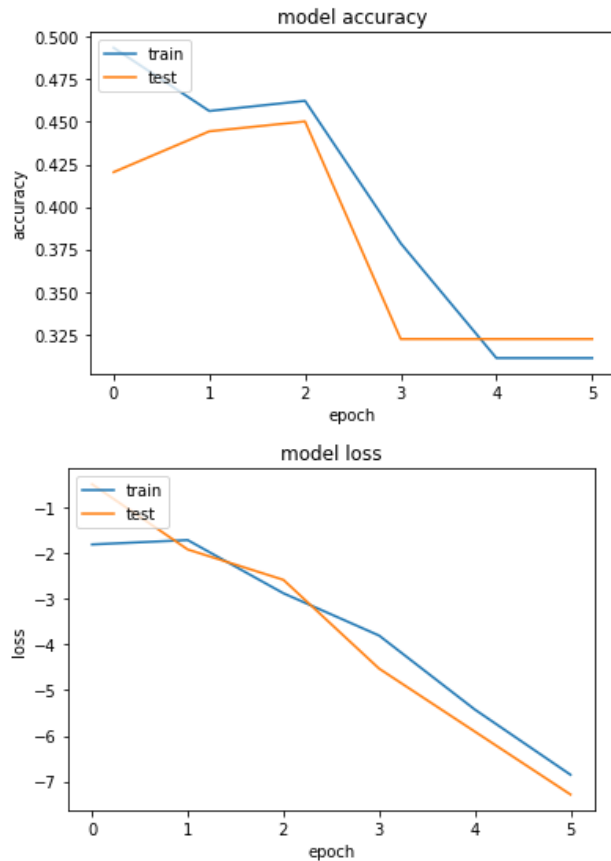 model accuracy
0.500
0.475
0.450
0.425
0.400
0.375
0.350
0.325
accuracy
train
test
0 1 2 3 4 5
epoch
model loss
-1
-2
-3
-4
-5
-6
-7
loss
train
test
0 1 2 3 4 5
epoch